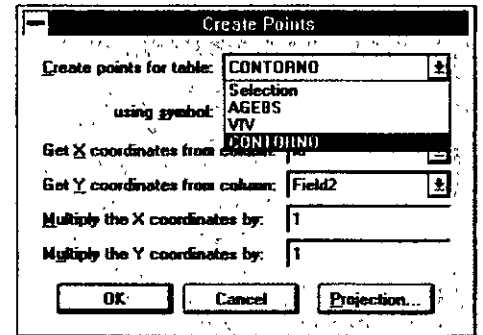 Create Points
Create points for table: CONTORNO
Selection
using symbol: AGEBS
VIV
CONTORNO
Get X coordinates from column:
Get Y coordinates from column: Field2
Multiply the X coordinates by: 1
Multiply the Y coordinates by: 1
OK Cancel Projection...